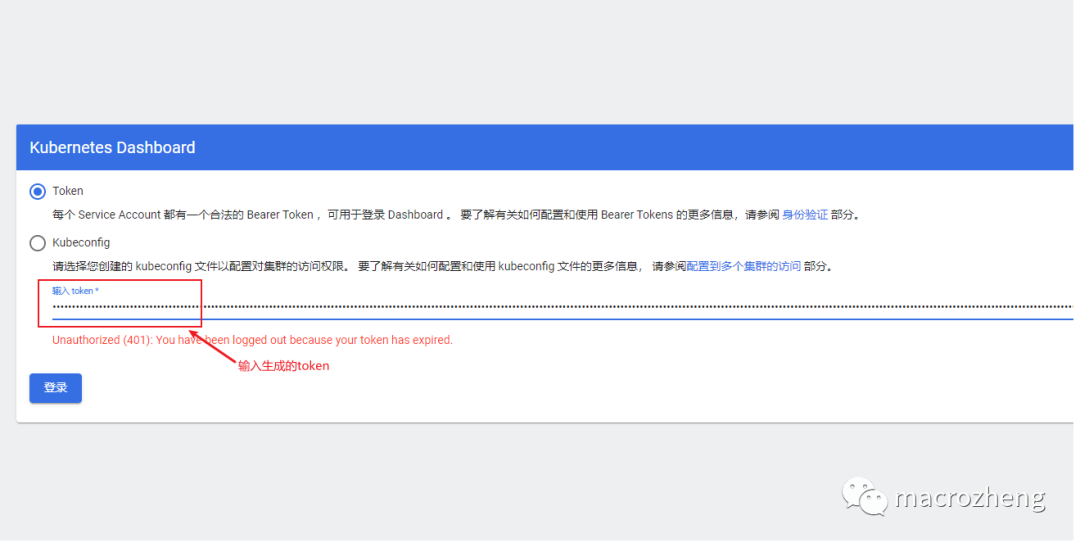 Kubernetes Dashboard
Token
每个 Service Account 都有一个合法的 Bearer Token ，可用于登录 Dashboard 。 要了解有关如何配置和使用 Bearer Tokens 的更多信息，请参阅 身份验证 部分。
Kubeconfig
请选择您创建的 kubeconfig 文件以配置对集群的访问权限。 要了解有关如何配置和使用 kubeconfig 文件的更多信息， 请参阅配置到多个集群的访问 部分。
输入 token *
Unauthorized (401): You have been logged out because your token has expired.
输入生成的token
登录
macrozheng